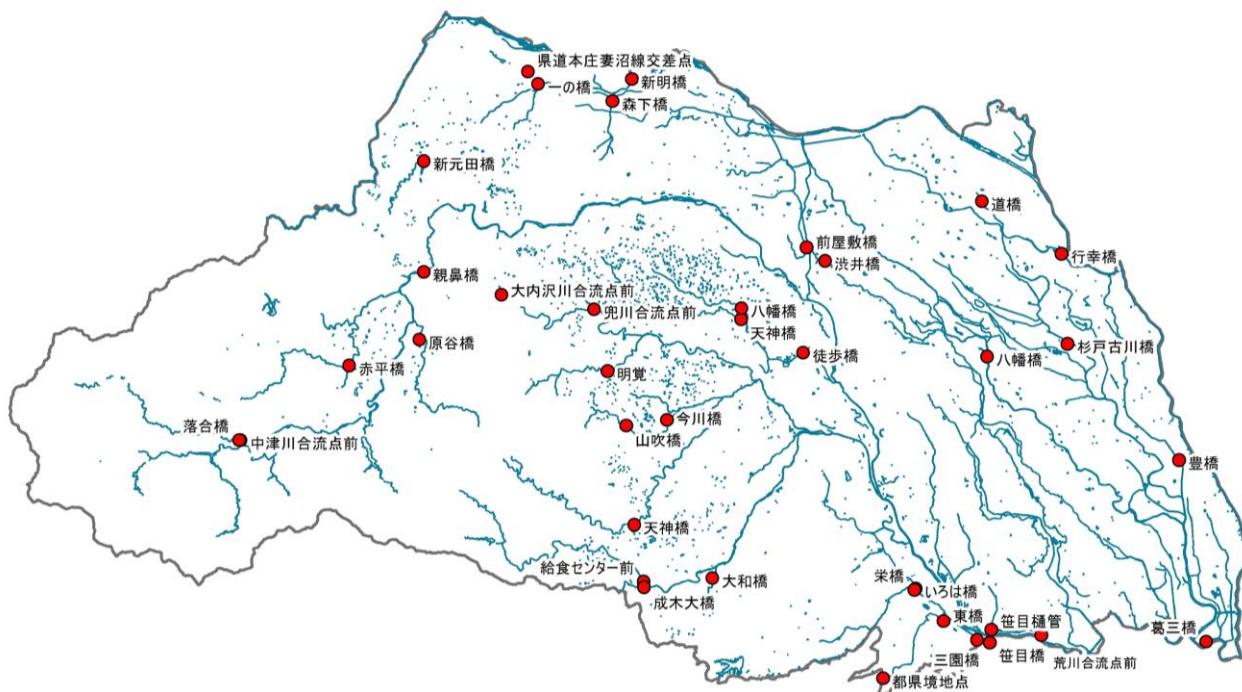 県道本庄妻沼線交差点
一の橋
新明橋
森下橋
新元田橋
道橋
前屋敷橋
渋井橋
行幸橋
親鼻橋
大内沢川合流点前
兜川合流点前
八幡橋
天神橋
原谷橋
赤平橋
徒歩橋
八幡橋
杉戸古川橋
明覚
今川橋
山吹橋
落合橋
中津川合流点前
豊橋
天神橋
給食センター前
成木大橋
大和橋
栄橋
いろは橋
東橋
笹目樋管
三園橋
笹目橋
荒川合流点前
葛三橋
都県境地点